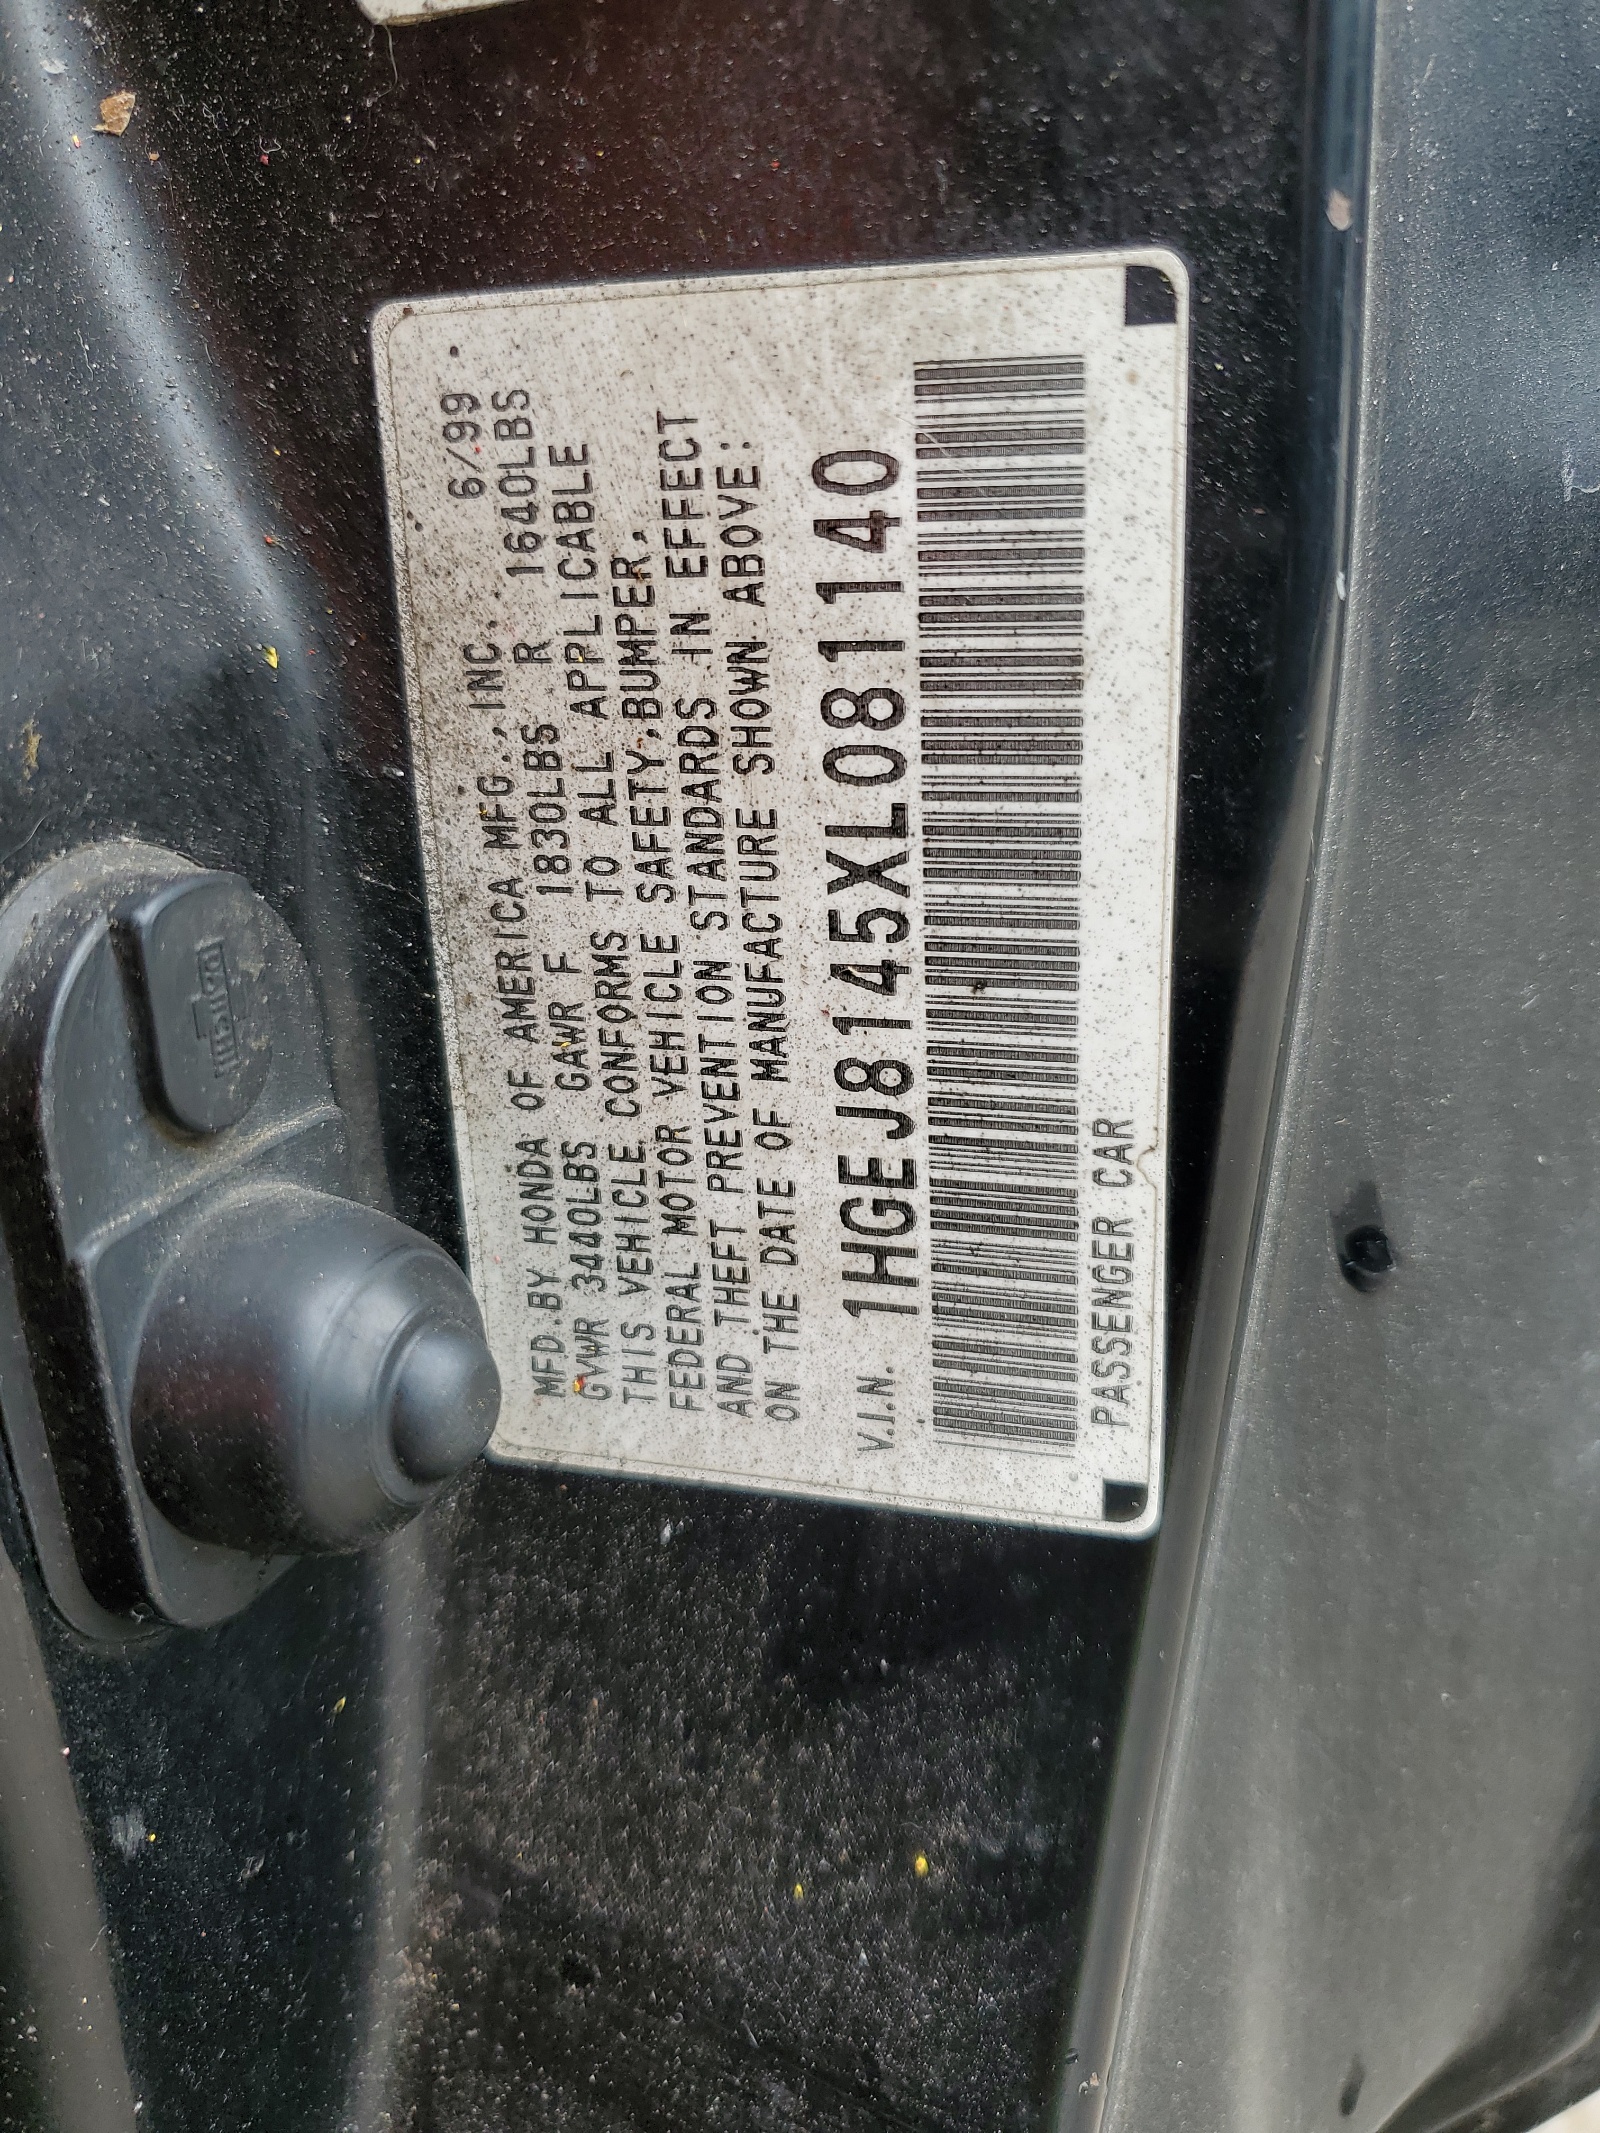 MFD.BY HONDA OF AMERICA MFG.,INC. 6/99
GVWR 3440LBS GAWR F 1830LBS R 1640LBS
THIS VEHICLE CONFORMS TO ALL APPLICABLE
FEDERAL MOTOR VEHICLE SAFETY,BUMPER,
AND THEFT PREVENTION STANDARDS IN EFFECT
ON THE DATE OF MANUFACTURE SHOWN ABOVE:
V.I.N. 1HGEJ8145XL081140
PASSENGER CAR